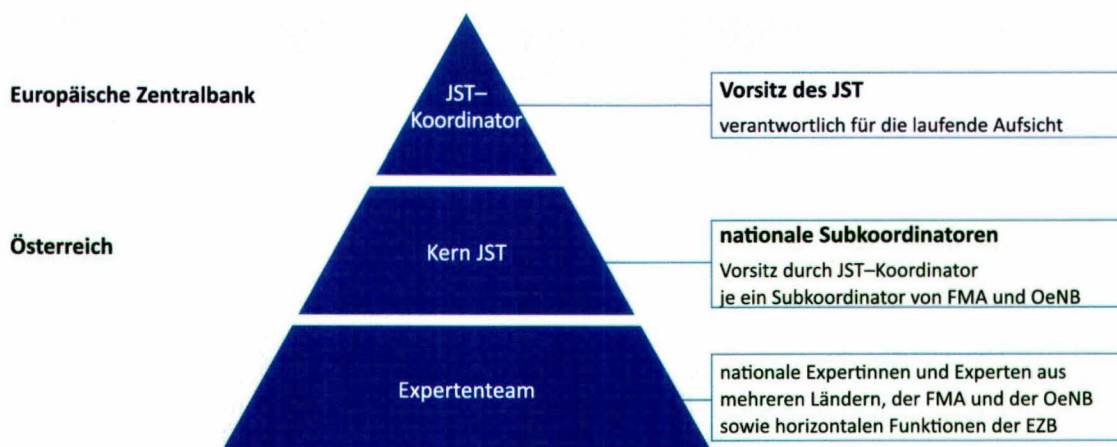 Europäische Zentralbank
JST–
Koordinator
Vorsitz des JST
verantwortlich für die laufende Aufsicht
Österreich
Kern JST
nationale Subkoordinatoren
Vorsitz durch JST–Koordinator
je ein Subkoordinator von FMA und OeNB
Expertenteam
nationale Expertinnen und Experten aus
mehreren Ländern, der FMA und der OeNB
sowie horizontalen Funktionen der EZB